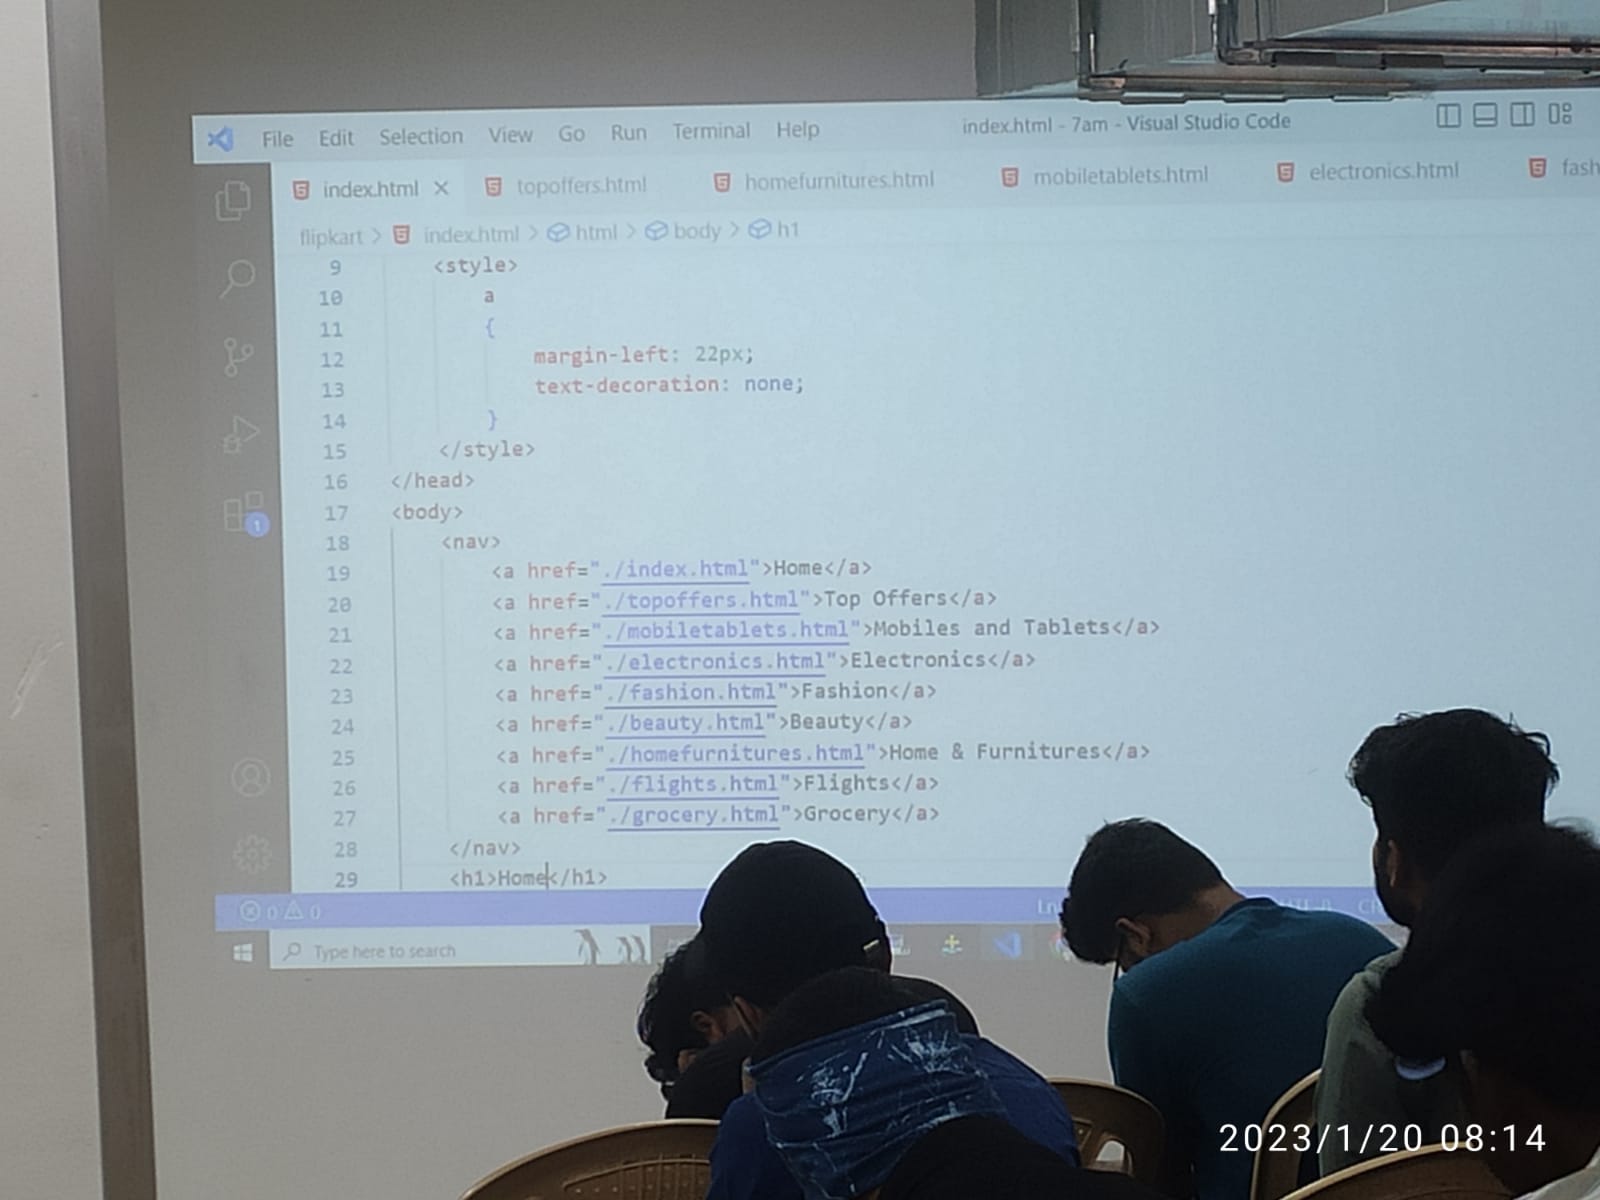 File Edit Selection View Go Run Terminal Help index.html - 7am - Visual Studio Code
index.html topoffers.html homefurnitures.html mobiletablets.html electronics.html fash
flipkart > index.html > html > body > h1
9 <style>
10 a
11 {
12 margin-left: 22px;
13 text-decoration: none;
14 }
15 </style>
16 </head>
17 <body>
18 <nav>
19 <a href="./index.html">Home</a>
20 <a href="./topoffers.html">Top Offers</a>
21 <a href="./mobiletablets.html">Mobiles and Tablets</a>
22 <a href="./electronics.html">Electronics</a>
23 <a href="./fashion.html">Fashion</a>
24 <a href="./beauty.html">Beauty</a>
25 <a href="./homefurnitures.html">Home & Furnitures</a>
26 <a href="./flights.html">Flights</a>
27 <a href="./grocery.html">Grocery</a>
28 </nav>
29 <h1>Home</h1>
1
0 0 Ln
Type here to search
2023/1/20 08:14